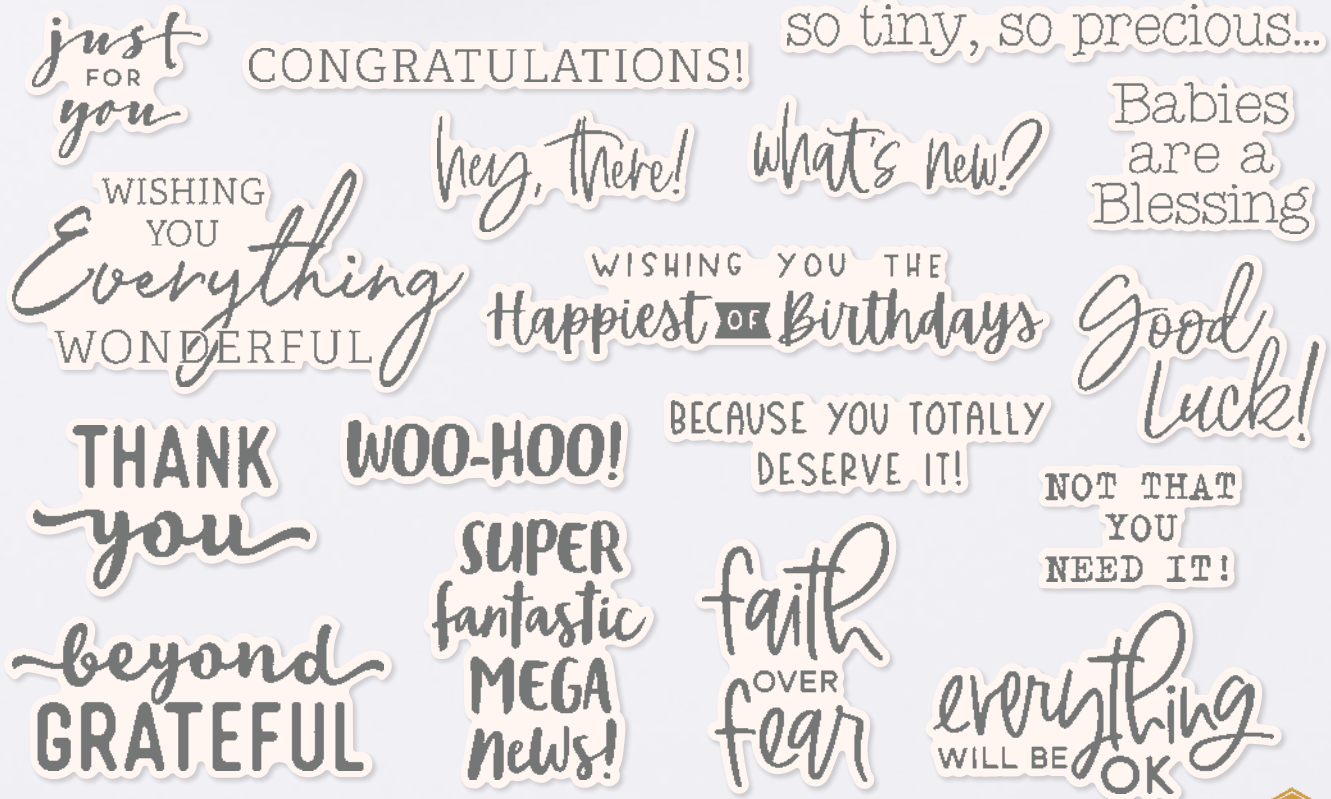 just
FOR
you
CONGRATULATIONS!
so tiny, so precious...
hey, there!
what's new?
Babies
are a
Blessing
WISHING
YOU
Everything
WONDERFUL
WISHING YOU THE
Happiest OF Birthdays
Good
Luck!
THANK
you
WOO-HOO!
BECAUSE YOU TOTALLY
DESERVE IT!
NOT THAT
YOU
NEED IT!
beyond
GRATEFUL
SUPER
fantastic
MEGA
news!
faith
OVER
fear
everything
WILL BE
OK